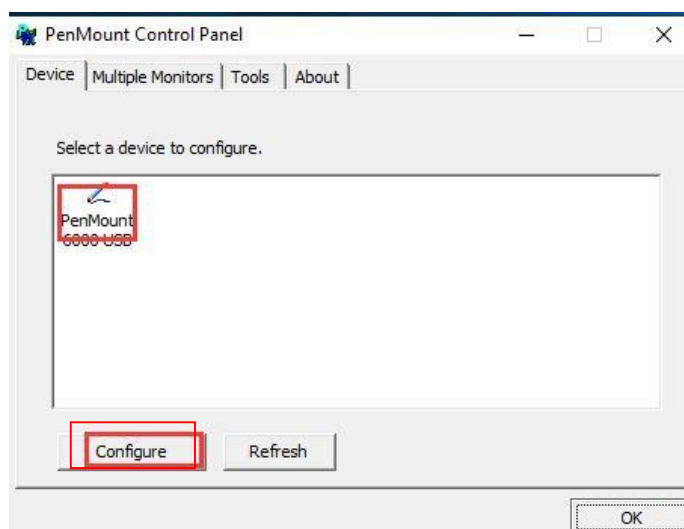 PenMount Control Panel
Device Multiple Monitors Tools About
Select a device to configure.
PenMount
6000 USB
Configure Refresh
OK